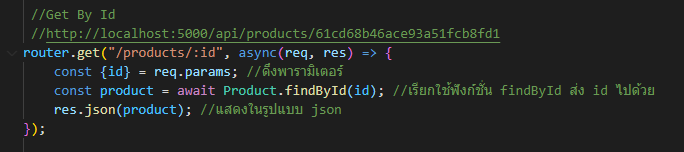 //Get By Id
//http://localhost:5000/api/products/61cd68b46ace93a51fcb8fd1
router.get("/products/:id", async(req, res) => {
const {id} = req.params; //ดึงพารามิเตอร์
const product = await Product.findById(id); //เรียกใช้ฟังก์ชั่น findById ส่ง id ไปด้วย
res.json(product); //แสดงในรูปแบบ json
});